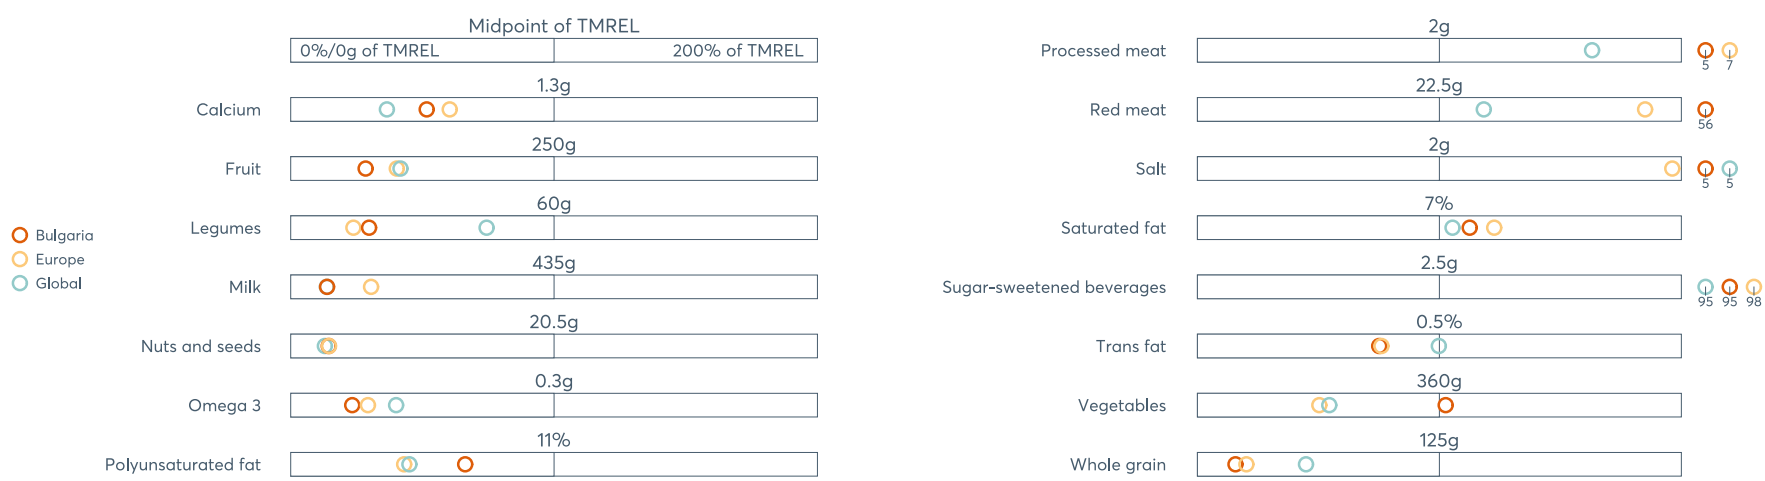 Bulgaria
Europe
Global
Midpoint of TMREL
0%/0g of TMREL 200% of TMREL
1.3g
Calcium
250g
Fruit
60g
Legumes
435g
Milk
20.5g
Nuts and seeds
0.3g
Omega 3
11%
Polyunsaturated fat
2g
Processed meat
5 7
22.5g
Red meat
56
2g
Salt
5 5
7%
Saturated fat
2.5g
Sugar-sweetened beverages
95 95 98
0.5%
Trans fat
360g
Vegetables
125g
Whole grain